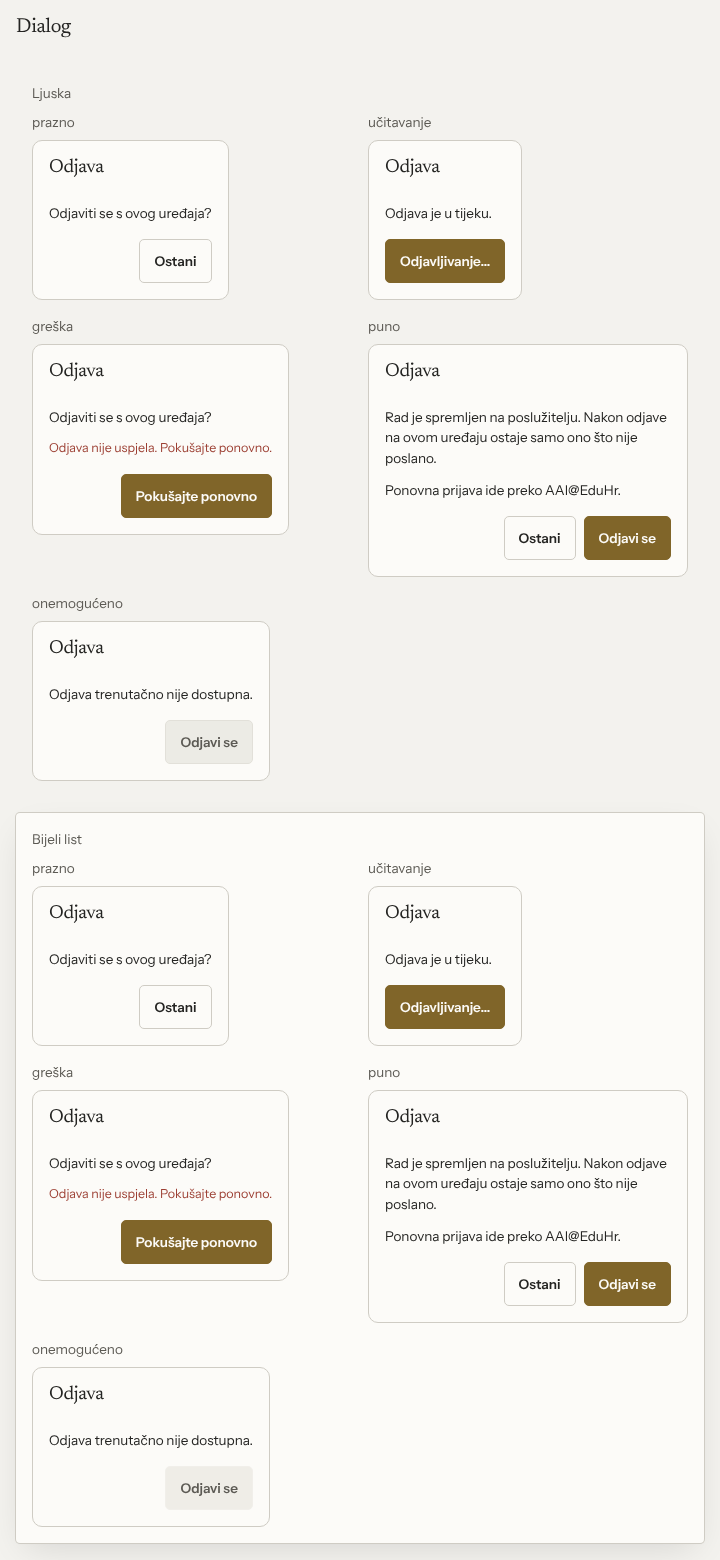 Dialog
Ljuska
prazno
Odjava
Odjaviti se s ovog uređaja?
Ostani
učitavanje
Odjava
Odjava je u tijeku.
Odjavljivanje…
greška
Odjava
Odjaviti se s ovog uređaja?
Odjava nije uspjela. Pokušajte ponovno.
Pokušajte ponovno
puno
Odjava
Rad je spremljen na poslužitelju. Nakon odjave
na ovom uređaju ostaje samo ono što nije
poslano.
Ponovna prijava ide preko AAI@EduHr.
Ostani
Odjavi se
onemogućeno
Odjava
Odjava trenutačno nije dostupna.
Odjavi se
Bijeli list
prazno
Odjava
Odjaviti se s ovog uređaja?
Ostani
učitavanje
Odjava
Odjava je u tijeku.
Odjavljivanje…
greška
Odjava
Odjaviti se s ovog uređaja?
Odjava nije uspjela. Pokušajte ponovno.
Pokušajte ponovno
puno
Odjava
Rad je spremljen na poslužitelju. Nakon odjave
na ovom uređaju ostaje samo ono što nije
poslano.
Ponovna prijava ide preko AAI@EduHr.
Ostani
Odjavi se
onemogućeno
Odjava
Odjava trenutačno nije dostupna.
Odjavi se